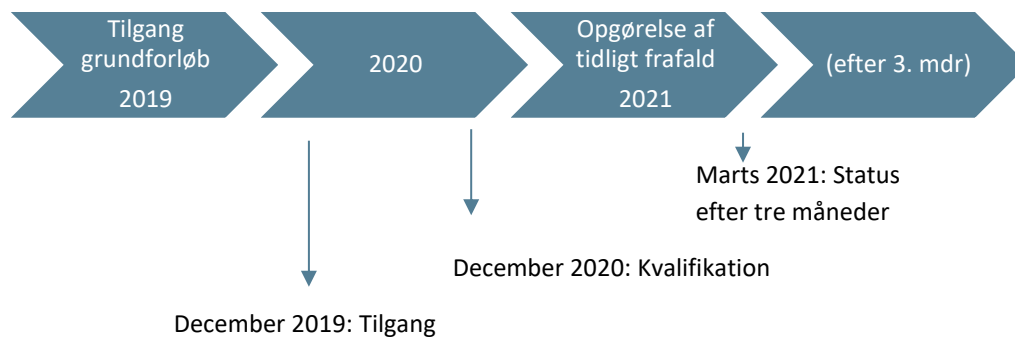 Tilgang
grundforløb
2019
2020
Opgørelse af
tidligt frafald
2021
(efter 3. mdr)
Marts 2021: Status
efter tre måneder
December 2020: Kvalifikation
December 2019: Tilgang